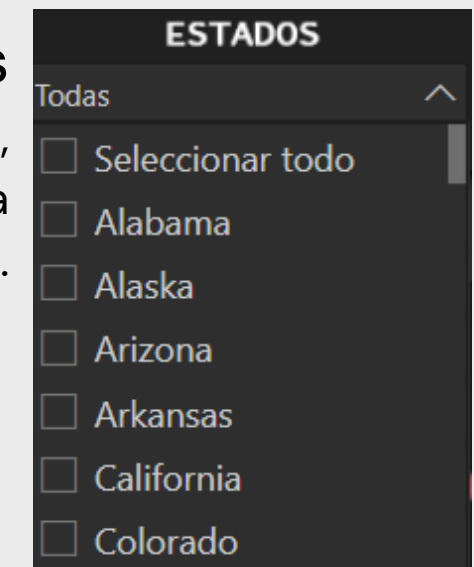 ESTADOS
Todas
Seleccionar todo
Alabama
Alaska
Arizona
Arkansas
California
Colorado